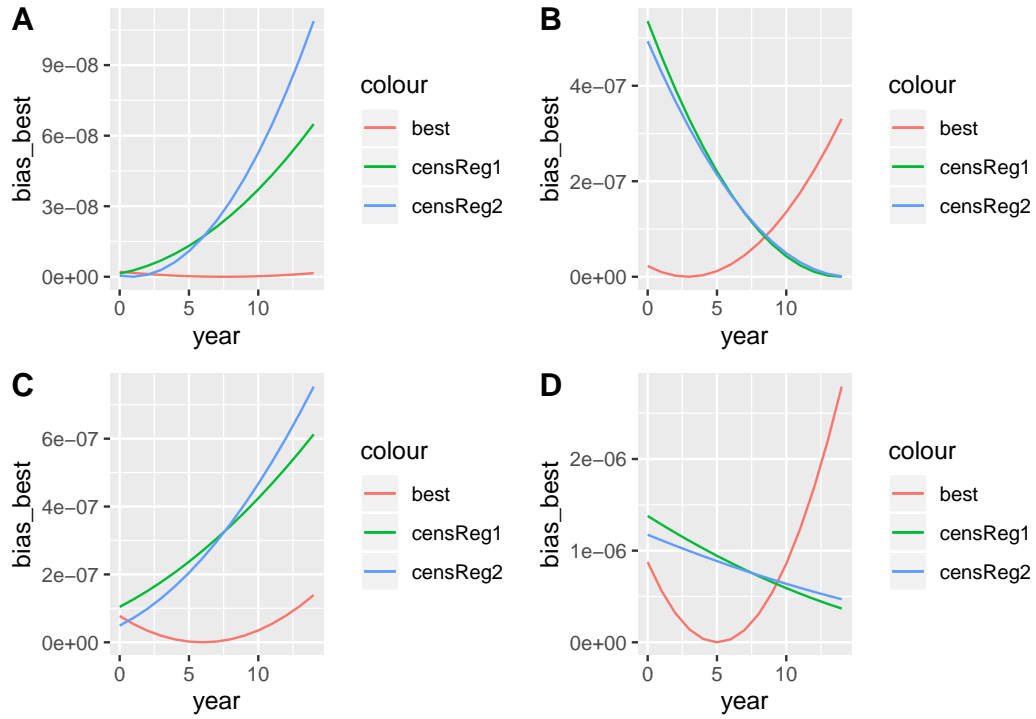 A
bias_best
9e−08
6e−08
3e−08
0e+00
0
5
10
year
colour
best
censReg1
censReg2
B
bias_best
4e−07
2e−07
0e+00
0
5
10
year
colour
best
censReg1
censReg2
C
bias_best
6e−07
4e−07
2e−07
0e+00
0
5
10
year
colour
best
censReg1
censReg2
D
bias_best
2e−06
1e−06
0e+00
0
5
10
year
colour
best
censReg1
censReg2